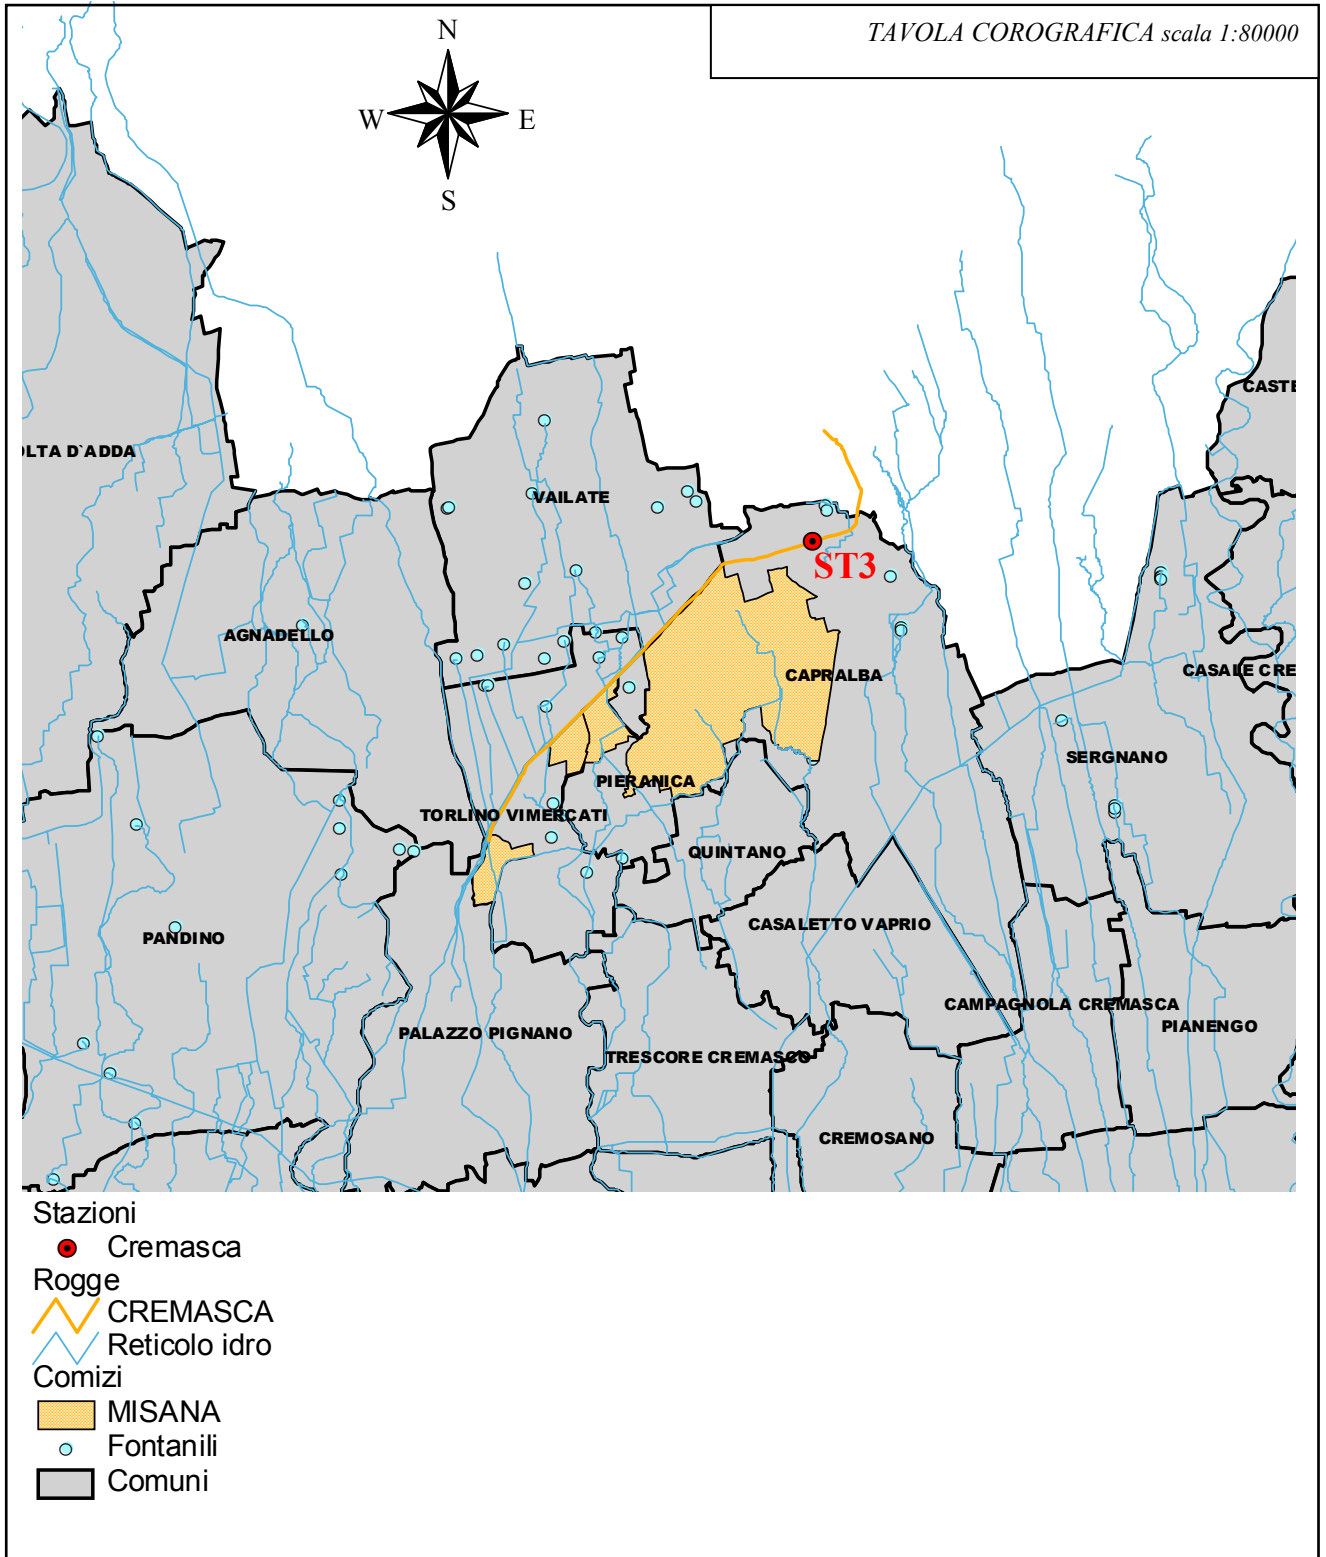 TAVOLA COROGRAFICA scala 1:80000
N
W
E
S
CASTE
OLTA D`ADDA
VAILATE
ST3
AGNADELLO
CAPRALBA
CASALE CRE
SERGNANO
PIERANICA
TORLINO VIMERCATI
QUINTANO
CASALETTO VAPRIO
PANDINO
CAMPAGNOLA CREMASCA
PIANENGO
PALAZZO PIGNANO
TRESCORE CREMASCO
CREMOSANO
Stazioni
Cremasca
Rogge
CREMASCA
Reticolo idro
Comizi
MISANA
Fontanili
Comuni